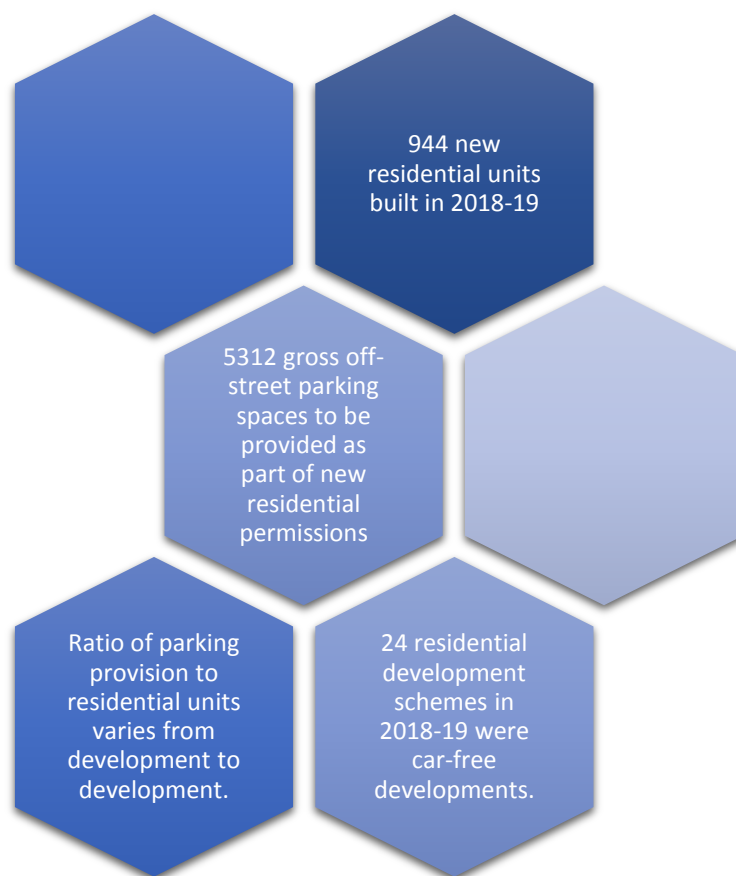 944 new
residential units
built in 2018-19
5312 gross off-
street parking
spaces to be
provided as
part of new
residential
permissions
Ratio of parking
provision to
residential units
varies from
development to
development.
24 residential
development
schemes in
2018-19 were
car-free
developments.